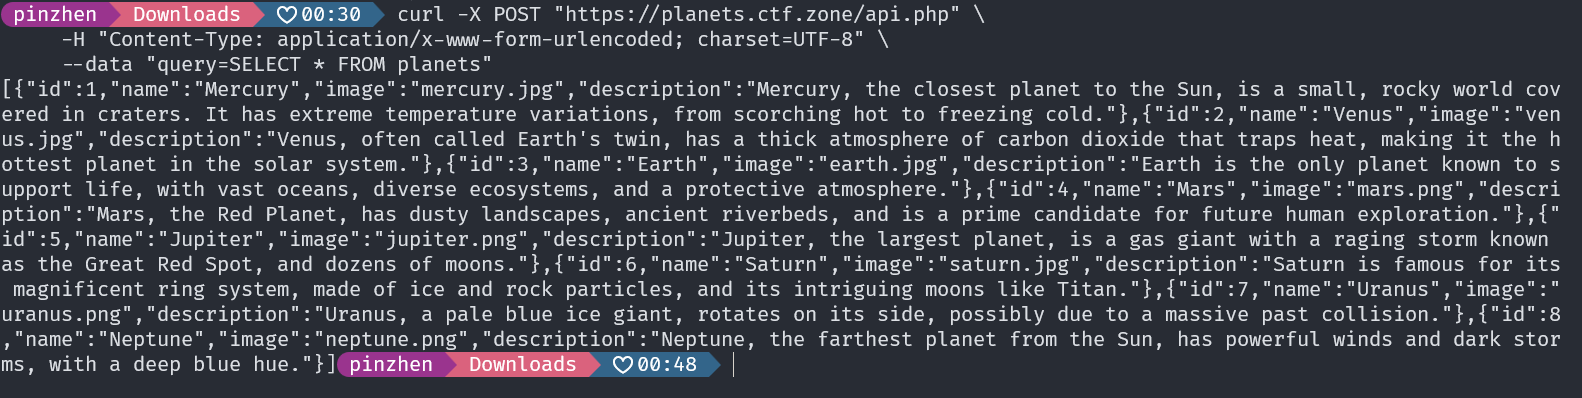 pinzhen Downloads ♡00:30 curl -X POST "https://planets.ctf.zone/api.php" \
-H "Content-Type: application/x-www-form-urlencoded; charset=UTF-8" \
--data "query=SELECT * FROM planets"
[{"id":1,"name":"Mercury","image":"mercury.jpg","description":"Mercury, the closest planet to the Sun, is a small, rocky world cov
ered in craters. It has extreme temperature variations, from scorching hot to freezing cold."},{"id":2,"name":"Venus","image":"ven
us.jpg","description":"Venus, often called Earth's twin, has a thick atmosphere of carbon dioxide that traps heat, making it the h
ottest planet in the solar system."},{"id":3,"name":"Earth","image":"earth.jpg","description":"Earth is the only planet known to s
upport life, with vast oceans, diverse ecosystems, and a protective atmosphere."},{"id":4,"name":"Mars","image":"mars.png","descri
ption":"Mars, the Red Planet, has dusty landscapes, ancient riverbeds, and is a prime candidate for future human exploration."},{"
id":5,"name":"Jupiter","image":"jupiter.png","description":"Jupiter, the largest planet, is a gas giant with a raging storm known
as the Great Red Spot, and dozens of moons."},{"id":6,"name":"Saturn","image":"saturn.jpg","description":"Saturn is famous for its
magnificent ring system, made of ice and rock particles, and its intriguing moons like Titan."},{"id":7,"name":"Uranus","image":"
uranus.png","description":"Uranus, a pale blue ice giant, rotates on its side, possibly due to a massive past collision."},{"id":8
,"name":"Neptune","image":"neptune.png","description":"Neptune, the farthest planet from the Sun, has powerful winds and dark stor
ms, with a deep blue hue."}]pinzhen Downloads ♡00:48